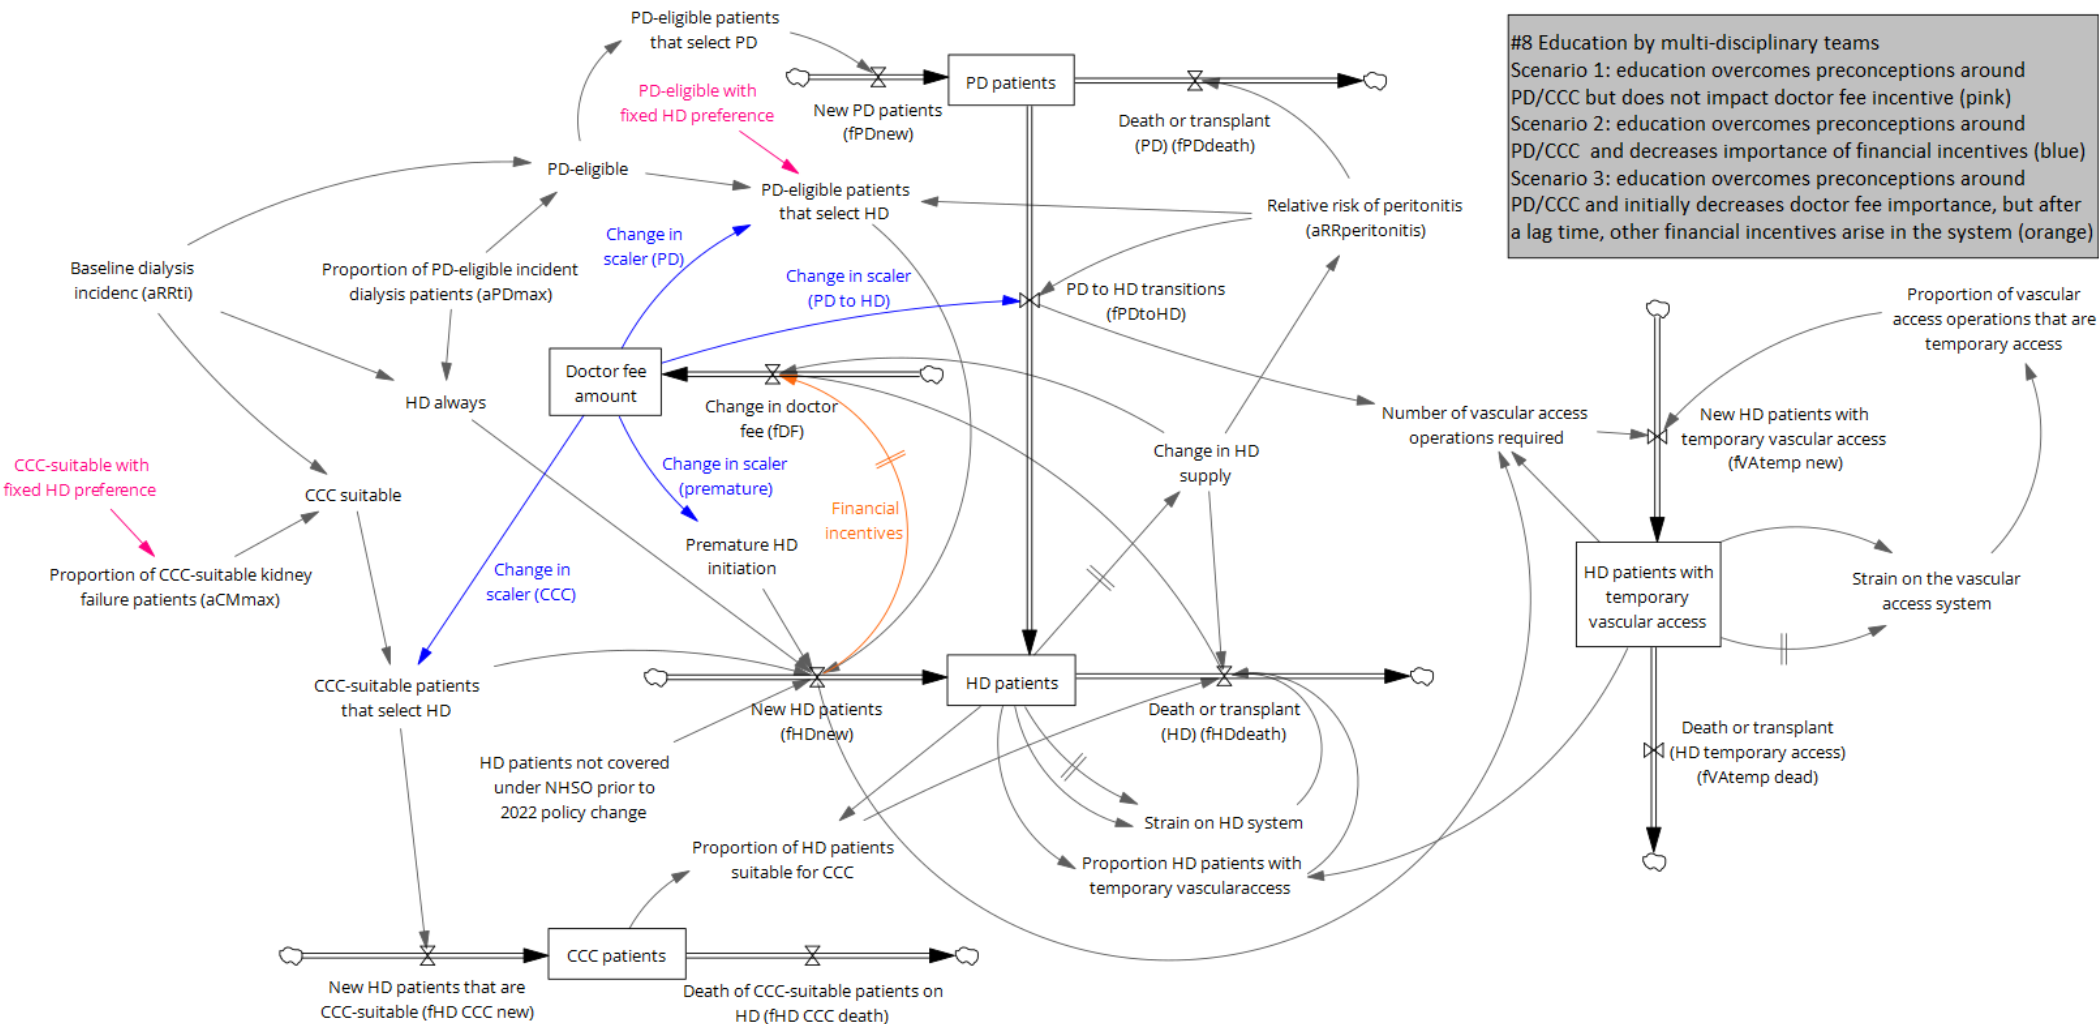 PD-eligible patients
that select PD
PD-eligible with
fixed HD preference
New PD patients
(fPDnew)
PD patients
Death or transplant
(PD) (fPDdeath)
#8 Education by multi-disciplinary teams
Scenario 1: education overcomes preconceptions around
PD/CCC but does not impact doctor fee incentive (pink)
Scenario 2: education overcomes preconceptions around
PD/CCC and decreases importance of financial incentives (blue)
Scenario 3: education overcomes preconceptions around
PD/CCC and initially decreases doctor fee importance, but after
a lag time, other financial incentives arise in the system (orange)
PD-eligible
PD-eligible patients
that select HD
Relative risk of peritonitis
(aRRperitonitis)
Change in
scaler (PD)
Baseline dialysis
incidenc (aRRti)
Proportion of PD-eligible incident
dialysis patients (aPDmax)
Change in scaler
(PD to HD)
PD to HD transitions
(fPDtoHD)
Proportion of vascular
access operations that are
temporary access
Doctor fee
amount
HD always
Change in doctor
fee (fDF)
Number of vascular access
operations required
New HD patients with
temporary vascular access
(fVAtemp new)
Change in HD
supply
CCC-suitable with
fixed HD preference
CCC suitable
Change in scaler
(premature)
Financial
incentives
Premature HD
initiation
Proportion of CCC-suitable kidney
failure patients (aCMmax)
Change in
scaler (CCC)
HD patients with
temporary
vascular access
Strain on the vascular
access system
CCC-suitable patients
that select HD
HD patients
New HD patients
(fHDnew)
Death or transplant
(HD) (fHDdeath)
Death or transplant
(HD temporary access)
(fVAtemp dead)
HD patients not covered
under NHSO prior to
2022 policy change
Strain on HD system
Proportion of HD patients
suitable for CCC
Proportion HD patients with
temporary vascularaccess
CCC patients
New HD patients that are
CCC-suitable (fHD CCC new)
Death of CCC-suitable patients on
HD (fHD CCC death)